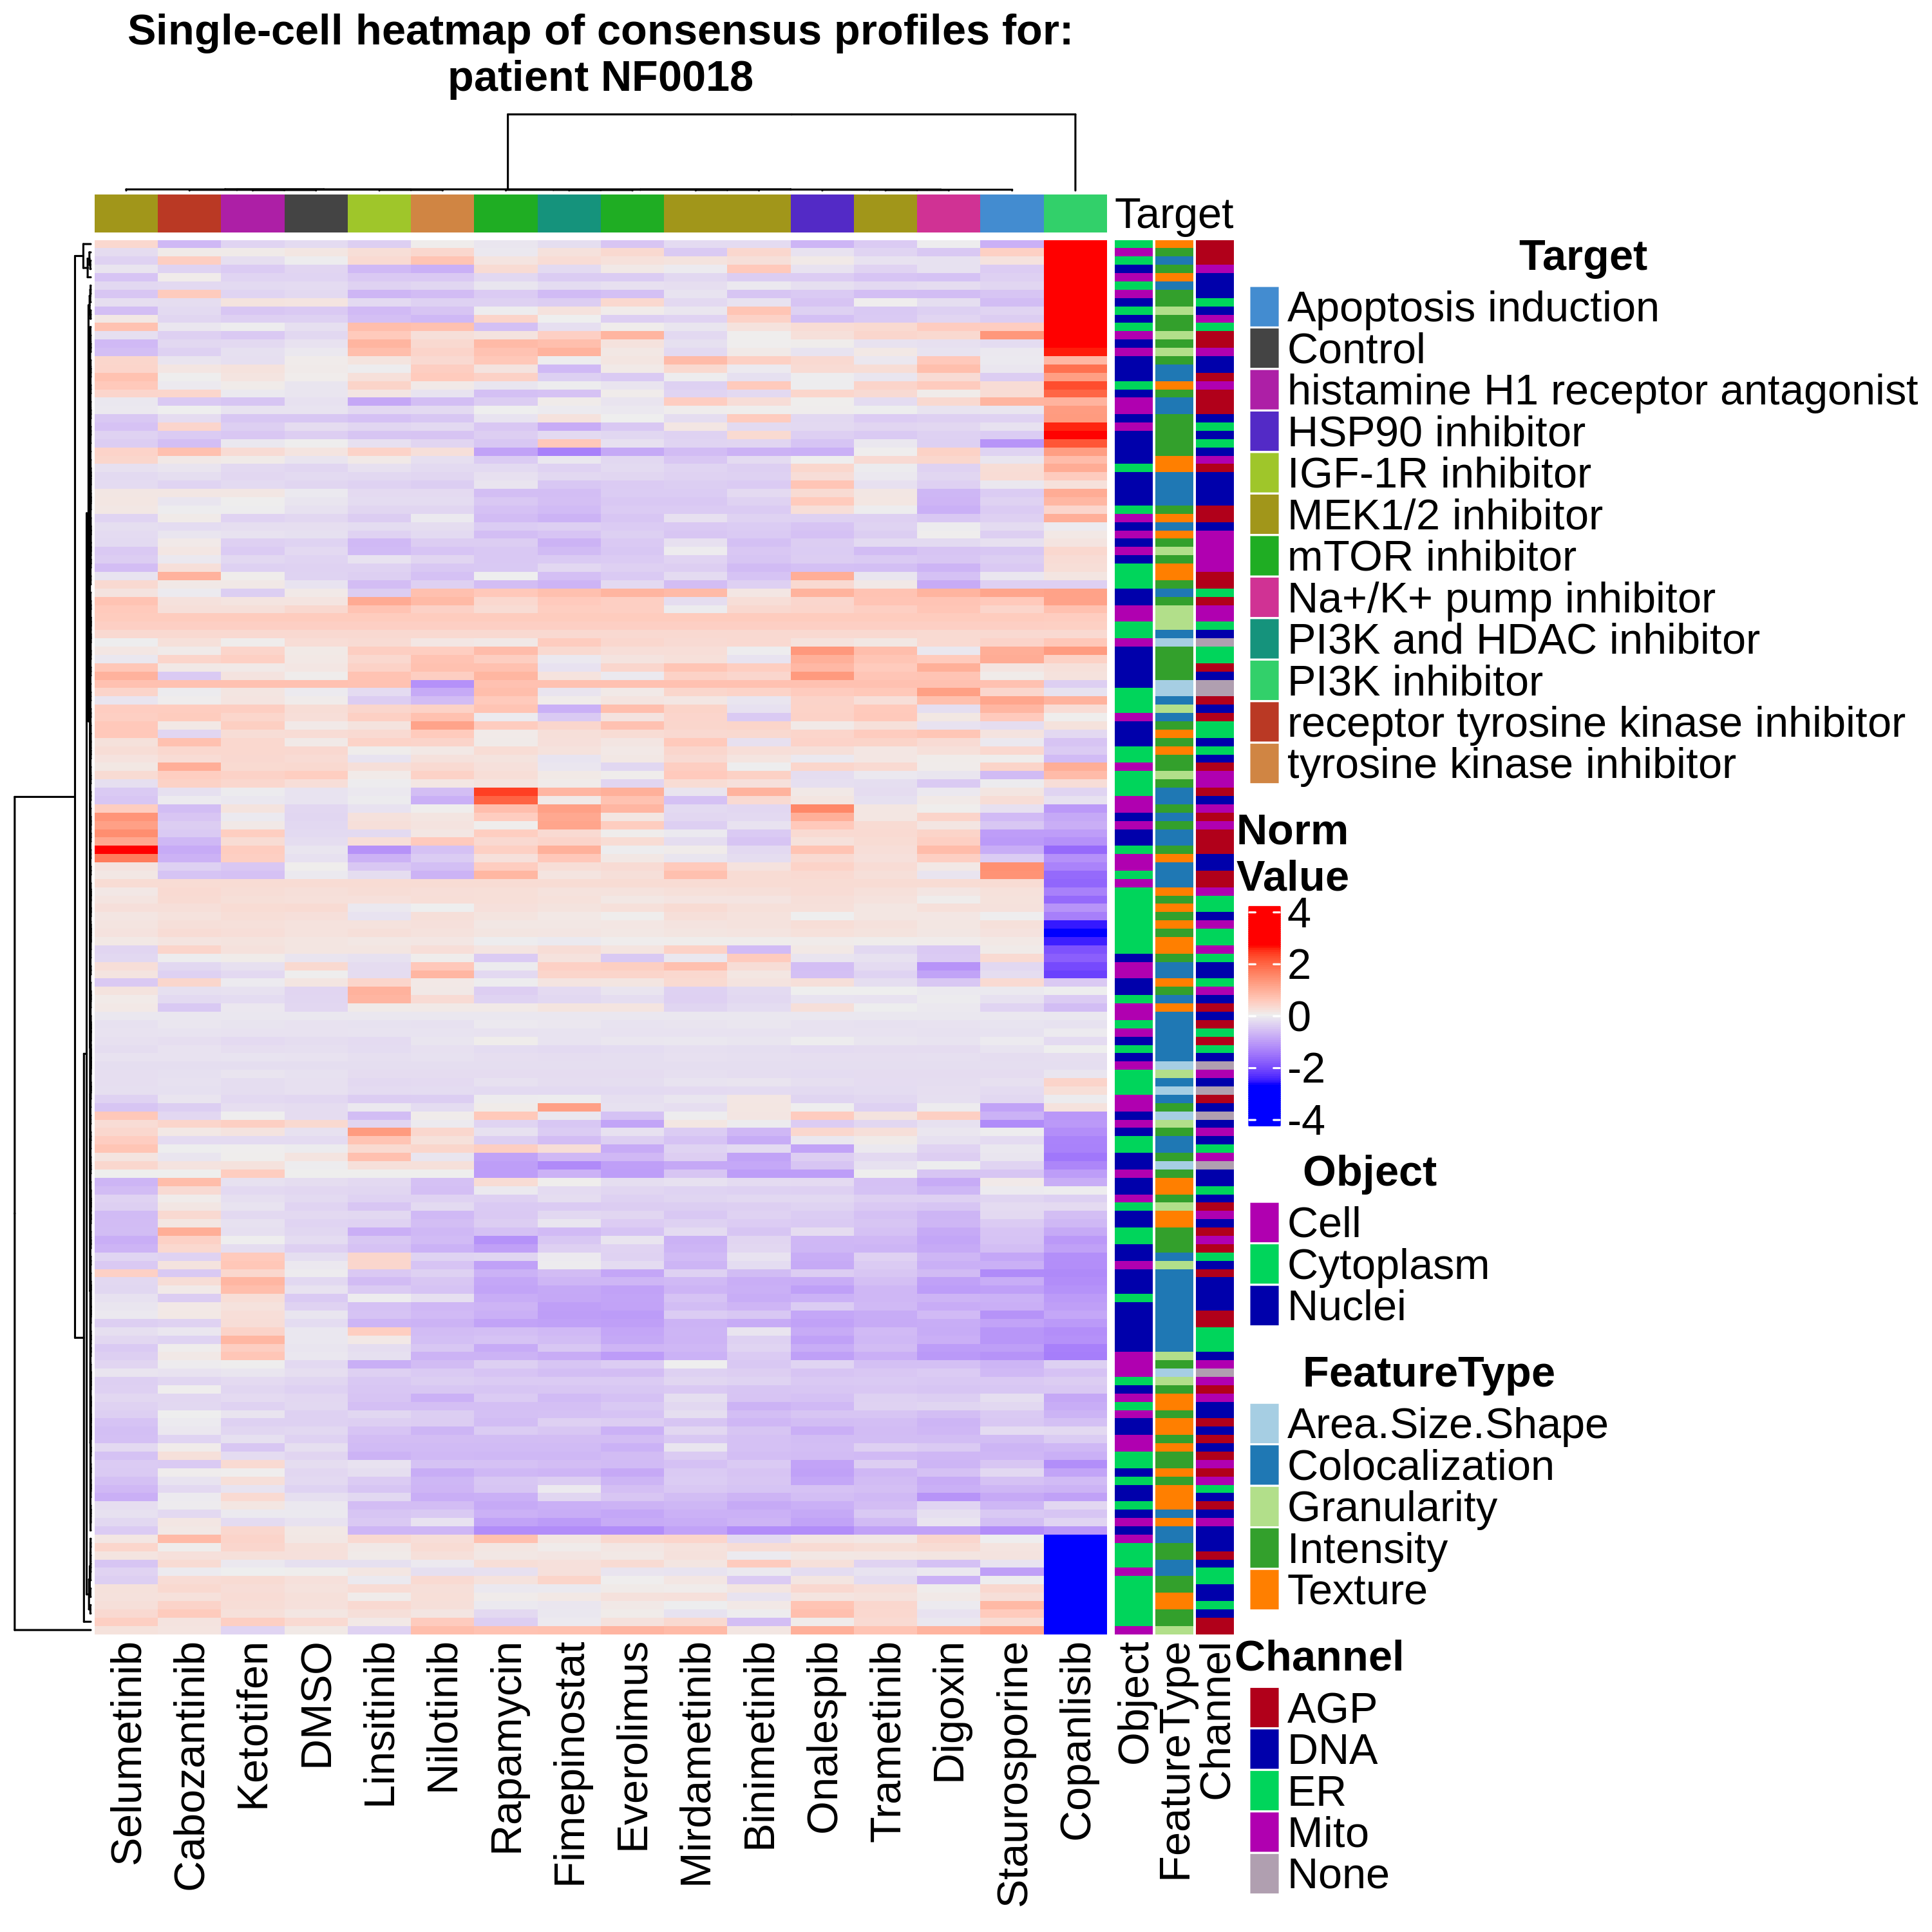 Single-cell heatmap of consensus profiles for:
patient NF0018
Target
Target
Apoptosis induction
Control
histamine H1 receptor antagonist
HSP90 inhibitor
IGF-1R inhibitor
MEK1/2 inhibitor
mTOR inhibitor
Na+/K+ pump inhibitor
PI3K and HDAC inhibitor
PI3K inhibitor
receptor tyrosine kinase inhibitor
tyrosine kinase inhibitor
Norm
Value
4
2
0
-2
-4
Object
Cell
Cytoplasm
Nuclei
FeatureType
Area.Size.Shape
Colocalization
Granularity
Intensity
Texture
Channel
AGP
DNA
ER
Mito
None
Selumetinib
Cabozantinib
Ketotifen
DMSO
Linsitinib
Nilotinib
Rapamycin
Fimepinostat
Everolimus
Mirdametinib
Binimetinib
Onalespib
Trametinib
Digoxin
Staurosporine
Copanlisib
Object
FeatureType
Channel